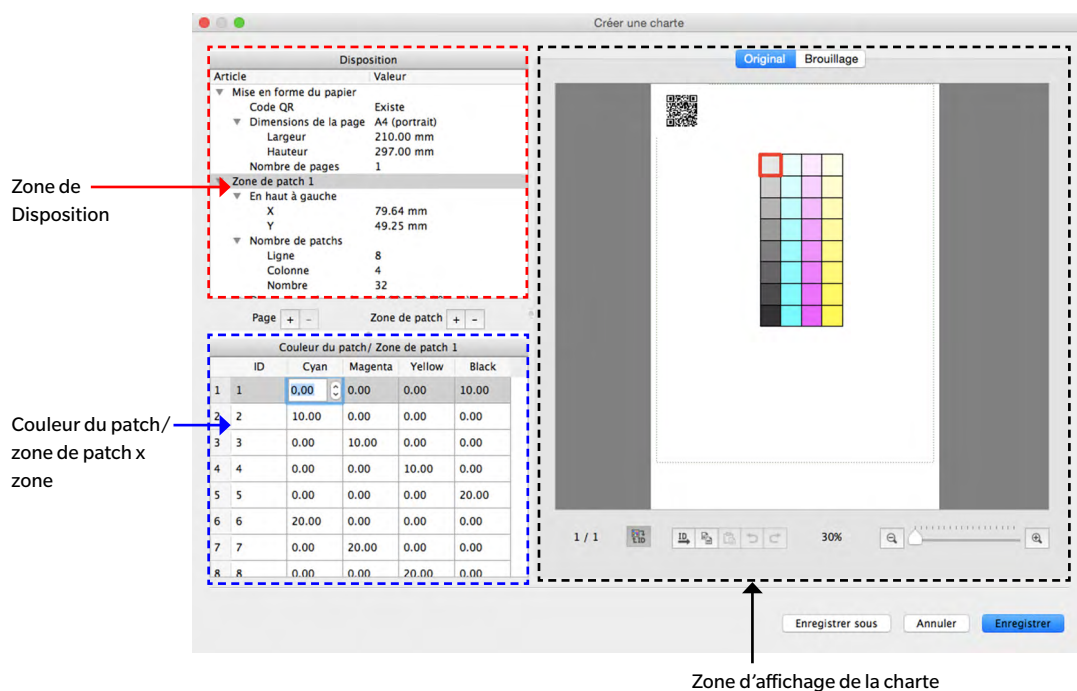 Créer une charte
Disposition
Article Valeur
Mise en forme du papier
Code QR Existe
Dimensions de la page A4 (portrait)
Largeur 210.00 mm
Hauteur 297.00 mm
Nombre de pages 1
Zone de patch 1
En haut à gauche
X 79.64 mm
Y 49.25 mm
Nombre de patchs
Ligne 8
Colonne 4
Nombre 32
Page + - Zone de patch + -
Couleur du patch/ Zone de patch 1
ID Cyan Magenta Yellow Black
1 1 0,00 0.00 0.00 10.00
2 2 10.00 0.00 0.00 0.00
3 3 0.00 10.00 0.00 0.00
4 4 0.00 0.00 10.00 0.00
5 5 0.00 0.00 0.00 20.00
6 6 20.00 0.00 0.00 0.00
7 7 0.00 20.00 0.00 0.00
8 8 0.00 0.00 20.00 0.00
Zone de
Disposition
Couleur du patch/
zone de patch x
zone
Original Brouillage
1 / 1 ID 30%
Enregistrer sous Annuler Enregistrer
Zone d'affichage de la charte